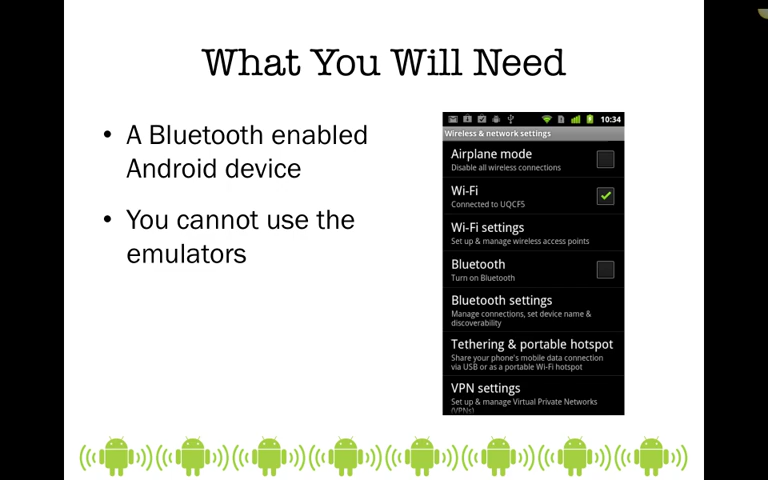 What You Will Need
• A Bluetooth enabled
Android device
• You cannot use the
emulators
10:34
Wireless & network settings
Airplane mode
Disable all wireless connections
Wi-Fi
Connected to UQCF5
Wi-Fi settings
Set up & manage wireless access points
Bluetooth
Turn on Bluetooth
Bluetooth settings
Manage connections, set device name &
discoverability
Tethering & portable hotspot
Share your phone's mobile data connection
via USB or as a portable Wi-Fi hotspot
VPN settings
Set up & manage Virtual Private Networks
(VPNs)